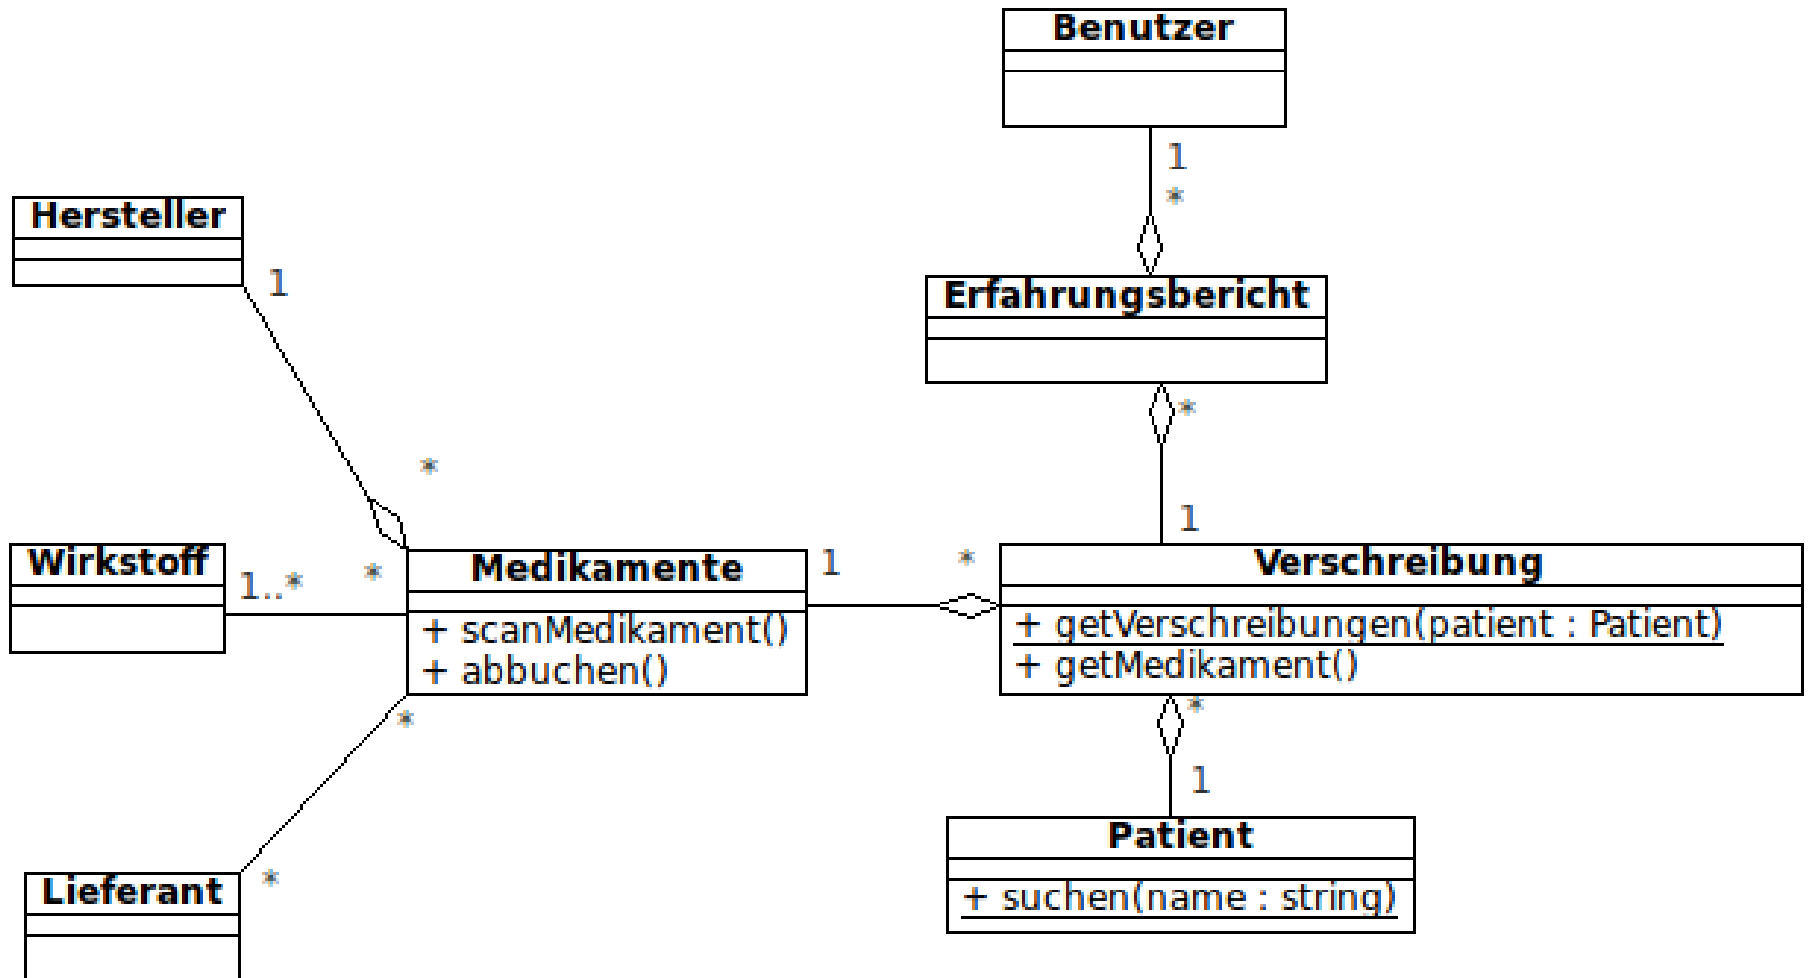 Benutzer
1
*
Hersteller
1
*
Erfahrungsbericht
*
1
Wirkstoff
1..*
*
Medikamente
+ scanMedikament()
+ abbuchen()
1
*
Verschreibung
+ getVerschreibungen(patient : Patient)
+ getMedikament()
*
*
1
Patient
+ suchen(name : string)
*
Lieferant